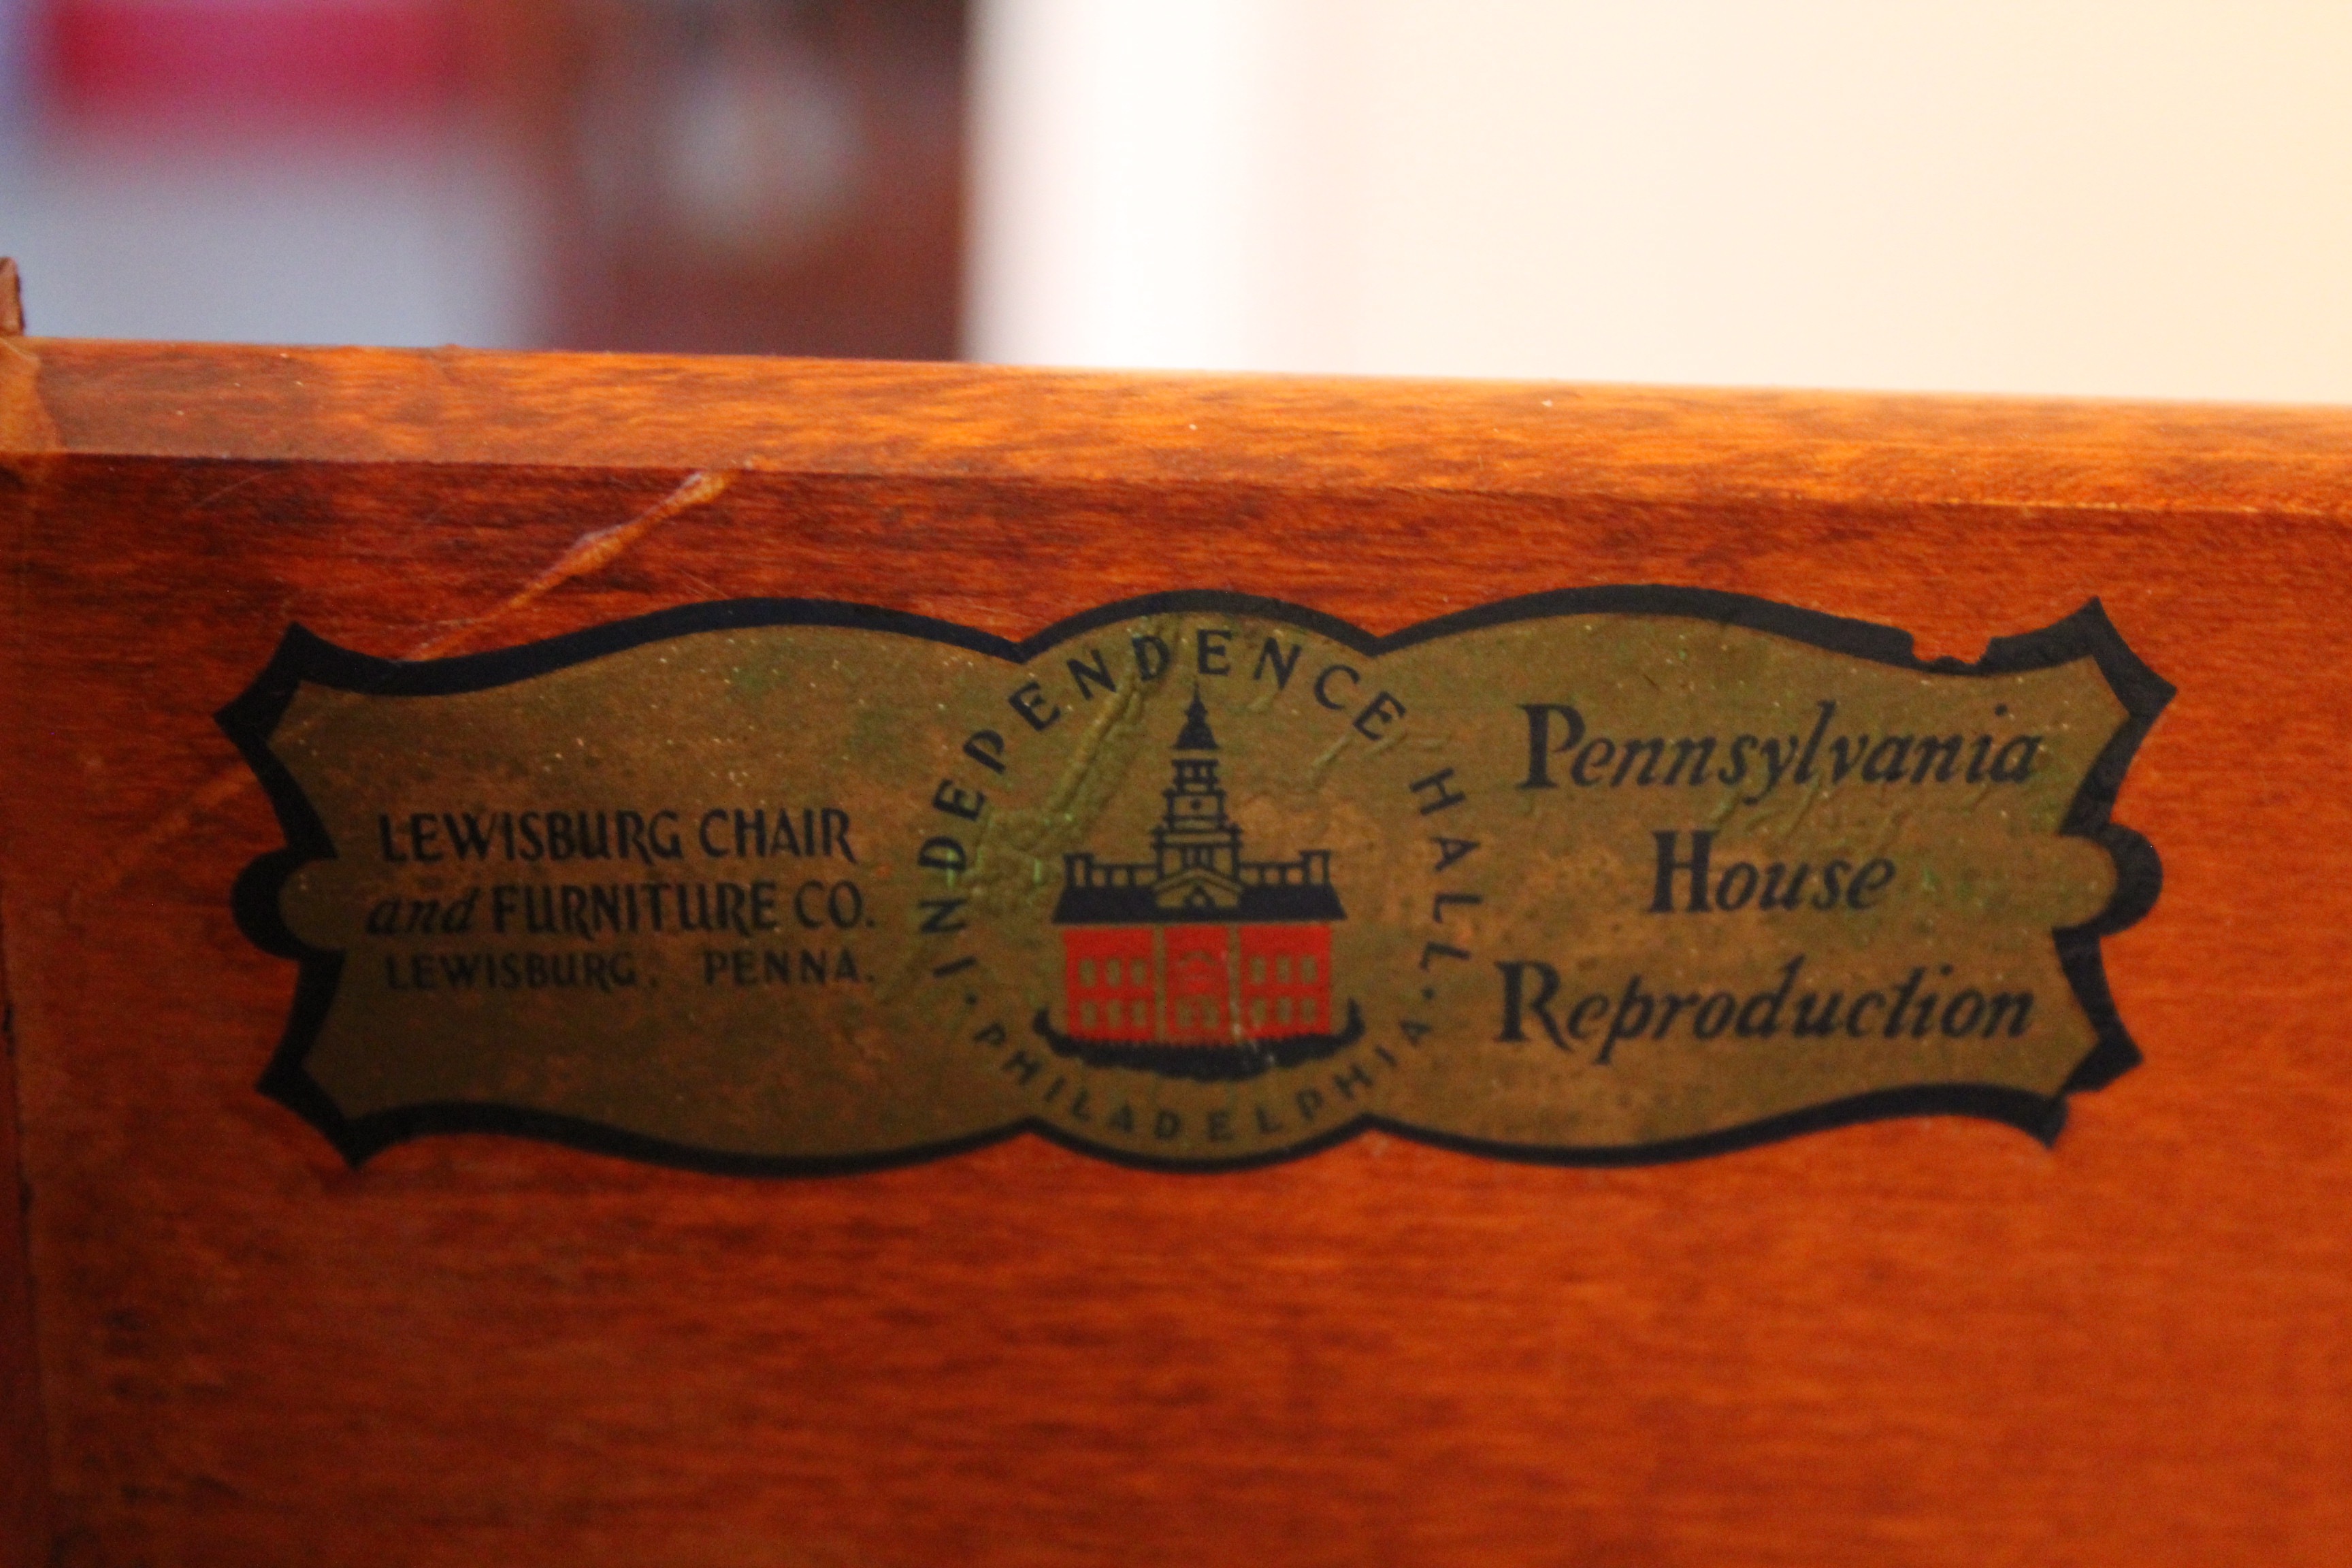 LEWISBURG CHAIR
and FURNITURE CO.
LEWISBURG, PENNA.
INDEPENDENCE HALL
· PHILADELPHIA ·
Pennsylvania
House
Reproduction